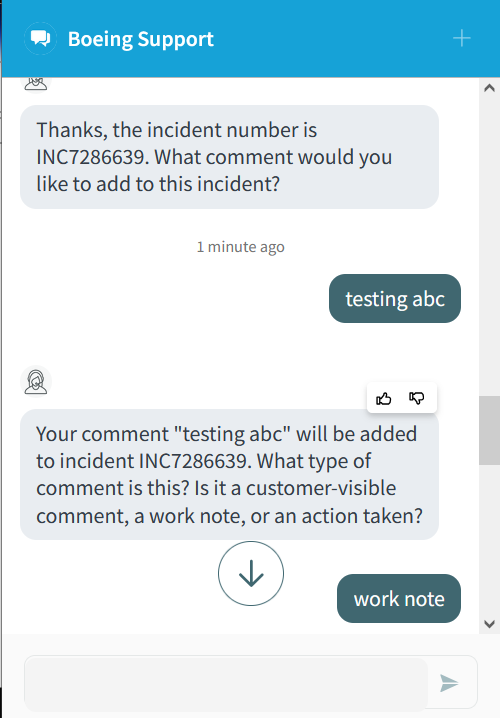 Boeing Support
Thanks, the incident number is
INC7286639. What comment would you
like to add to this incident?
1 minute ago
testing abc
Your comment "testing abc" will be added
to incident INC7286639. What type of
comment is this? Is it a customer-visible
comment, a work note, or an action taken?
work note